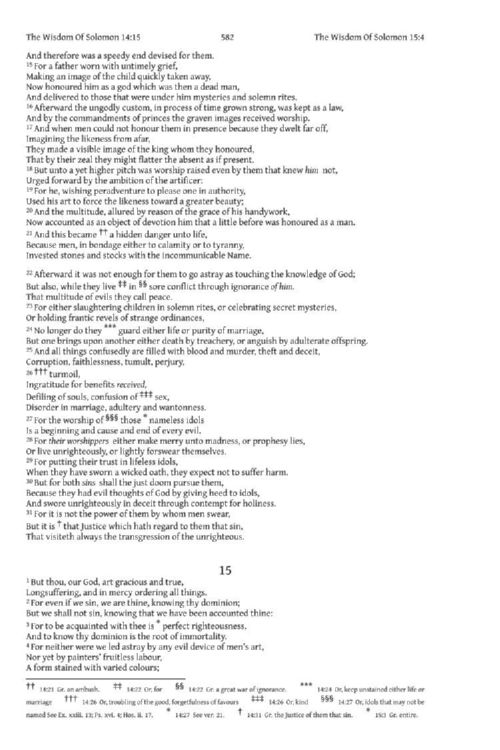 The Wisdom Of Solomon 14:15 582 The Wisdom Of Solomon 15:4
And therefore was a speedy end devised for them.
15 For a father worn with untimely grief,
Making an image of the child quickly taken away,
Now honoured him as a god which was then a dead man,
And delivered to those that were under him mysteries and solemn rites.
16 Afterward the ungodly custom, in process of time grown strong, was kept as a law,
And by the commandments of princes the graven images received worship.
17 And when men could not honour them in presence because they dwelt far off,
Imagining the likeness from afar,
They made a visible image of the king whom they honoured,
That by their zeal they might flatter the absent as if present.
18 But unto a yet higher pitch was worship raised even by them that knew him not,
Urged forward by the ambition of the artificer:
19 For he, wishing peradventure to please one in authority,
Used his art to force the likeness toward a greater beauty;
20 And the multitude, allured by reason of the grace of his handywork,
Now accounted as an object of devotion him that a little before was honoured as a man.
21 And this became †† a hidden danger unto life,
Because men, in bondage either to calamity or to tyranny,
Invested stones and stocks with the incommunicable Name.
22 Afterward it was not enough for them to go astray as touching the knowledge of God;
But also, while they live ‡‡ in §§ sore conflict through ignorance of him.
That multitude of evils they call peace.
23 For either slaughtering children in solemn rites, or celebrating secret mysteries,
Or holding frantic revels of strange ordinances,
24 No longer do they *** guard either life or purity of marriage,
But one brings upon another either death by treachery, or anguish by adulterate offspring.
25 And all things confusedly are filled with blood and murder, theft and deceit,
Corruption, faithlessness, tumult, perjury,
26 ††† turmoil,
Ingratitude for benefits received,
Defiling of souls, confusion of ‡‡‡ sex,
Disorder in marriage, adultery and wantonness.
27 For the worship of §§§ those * nameless idols
Is a beginning and cause and end of every evil.
28 For their worshippers either make merry unto madness, or prophesy lies,
Or live unrighteously, or lightly forswear themselves.
29 For putting their trust in lifeless idols,
When they have sworn a wicked oath, they expect not to suffer harm.
30 But for both sins shall the just doom pursue them,
Because they had evil thoughts of God by giving heed to idols,
And swore unrighteously in deceit through contempt for holiness.
31 For it is not the power of them by whom men swear,
But it is † that Justice which hath regard to them that sin,
That visiteth always the transgression of the unrighteous.
15
1 But thou, our God, art gracious and true,
Longsuffering, and in mercy ordering all things.
2 For even if we sin, we are thine, knowing thy dominion;
But we shall not sin, knowing that we have been accounted thine:
3 For to be acquainted with thee is * perfect righteousness,
And to know thy dominion is the root of immortality.
4 For neither were we led astray by any evil device of men's art,
Nor yet by painters' fruitless labour,
A form stained with varied colours;
†† 14:21 Gr. an ambush. ‡‡ 14:22 Or, for §§ 14:22 Gr. a great war of ignorance. *** 14:24 Or, keep unstained either life or
marriage ††† 14:26 Or, troubling of the good, forgetfulness of favours ‡‡‡ 14:26 Or, kind §§§ 14:27 Or, idols that may not be
named See Ex. xxiii. 13; Ps. xvi. 4; Hos. ii. 17. * 14:27 See ver. 21. † 14:31 Gr. the Justice of them that sin. * 15:3 Gr. entire.